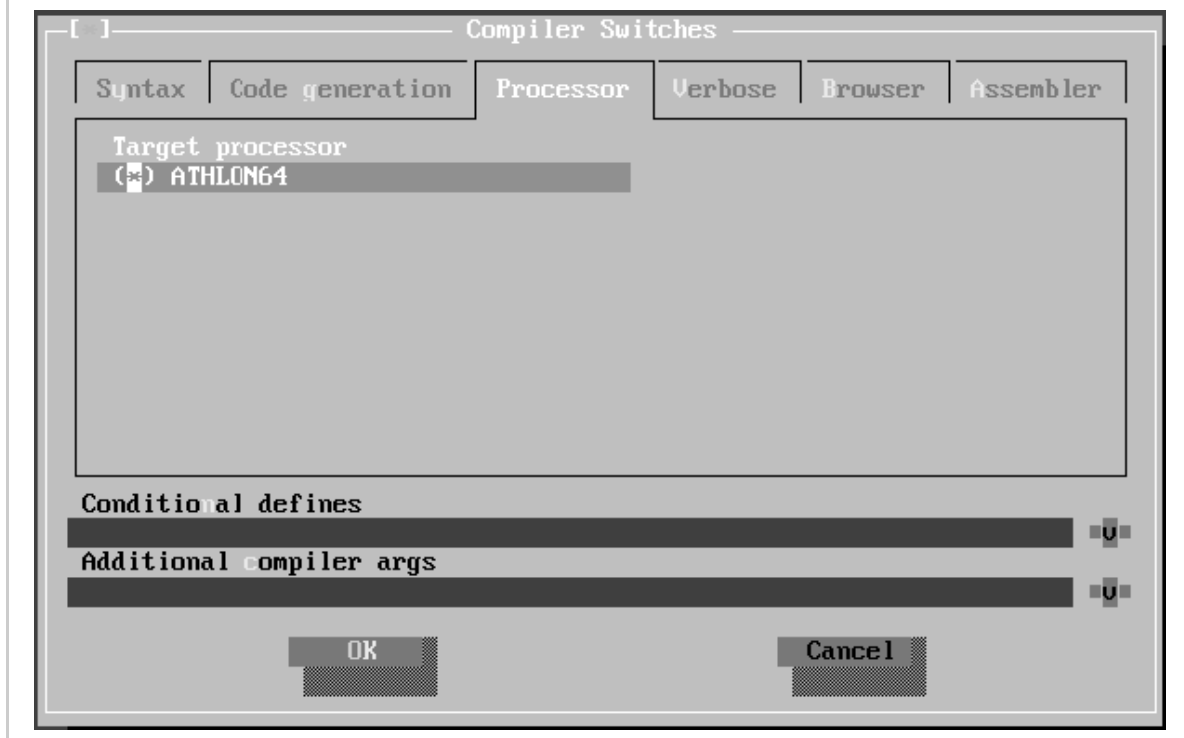 [*] Compiler Switches
Syntax Code generation Processor Verbose Browser Assembler
Target processor
(*) ATHLON64
Conditional defines
v
Additional compiler args
v
OK Cancel